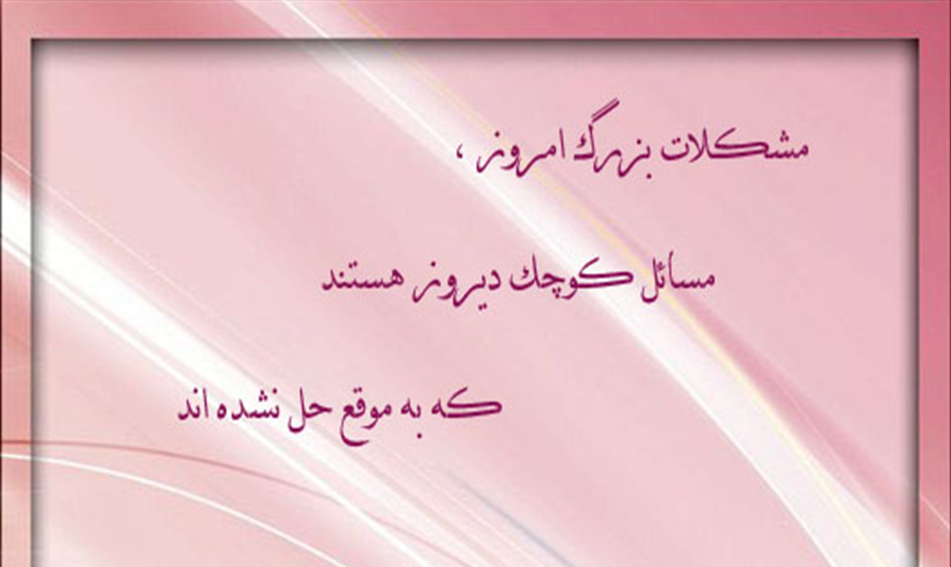 مشکلات بزرگ امروز ،
مسائل کوچک دیروز هستند
که به موقع حل نشده اند